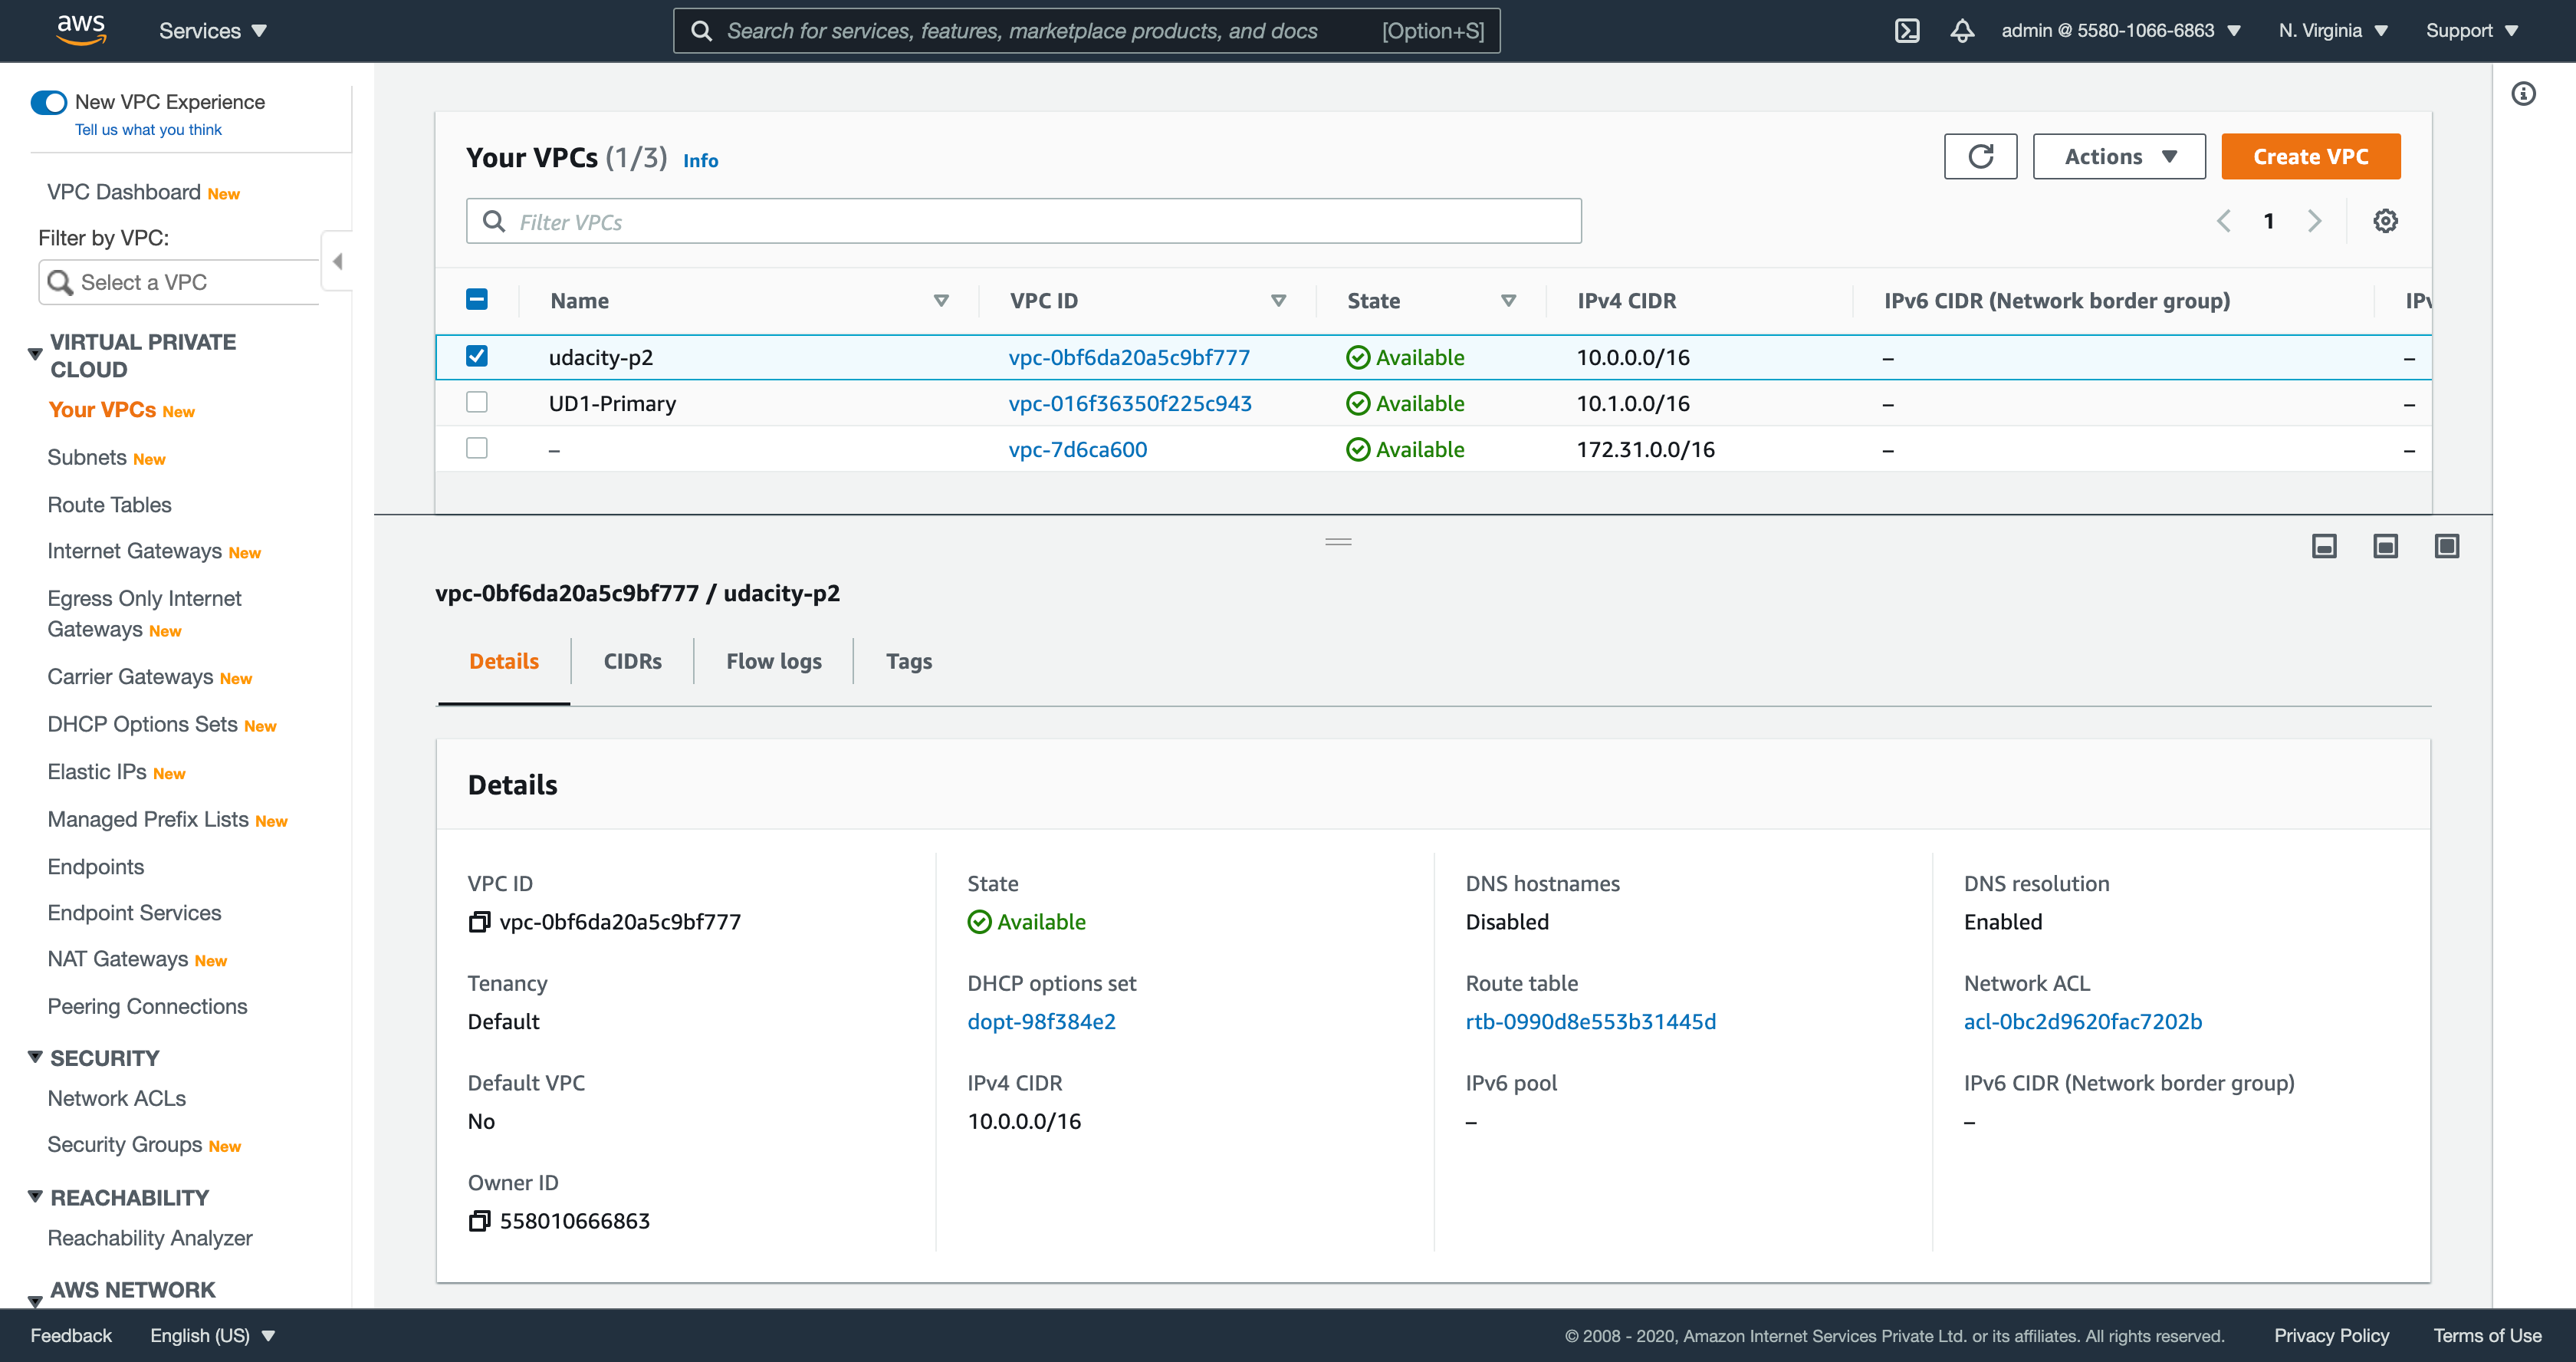 aws
Services
Search for services, features, marketplace products, and docs [Option+S]
admin @ 5580-1066-6863
N. Virginia
Support
New VPC Experience
Tell us what you think
VPC Dashboard New
Filter by VPC:
Select a VPC
VIRTUAL PRIVATE
CLOUD
Your VPCs New
Subnets New
Route Tables
Internet Gateways New
Egress Only Internet
Gateways New
Carrier Gateways New
DHCP Options Sets New
Elastic IPs New
Managed Prefix Lists New
Endpoints
Endpoint Services
NAT Gateways New
Peering Connections
SECURITY
Network ACLs
Security Groups New
REACHABILITY
Reachability Analyzer
AWS NETWORK
Your VPCs (1/3) Info
Actions
Create VPC
Filter VPCs
1
Name VPC ID State IPv4 CIDR IPv6 CIDR (Network border group)
udacity-p2 vpc-0bf6da20a5c9bf777 Available 10.0.0.0/16 – –
UD1-Primary vpc-016f36350f225c943 Available 10.1.0.0/16 – –
– vpc-7d6ca600 Available 172.31.0.0/16 – –
vpc-0bf6da20a5c9bf777 / udacity-p2
Details CIDRs Flow logs Tags
Details
VPC ID
vpc-0bf6da20a5c9bf777
State
Available
DNS hostnames
Disabled
DNS resolution
Enabled
Tenancy
Default
DHCP options set
dopt-98f384e2
Route table
rtb-0990d8e553b31445d
Network ACL
acl-0bc2d9620fac7202b
Default VPC
No
IPv4 CIDR
10.0.0.0/16
IPv6 pool
–
IPv6 CIDR (Network border group)
–
Owner ID
558010666863
Feedback
English (US)
© 2008 - 2020, Amazon Internet Services Private Ltd. or its affiliates. All rights reserved.
Privacy Policy
Terms of Use